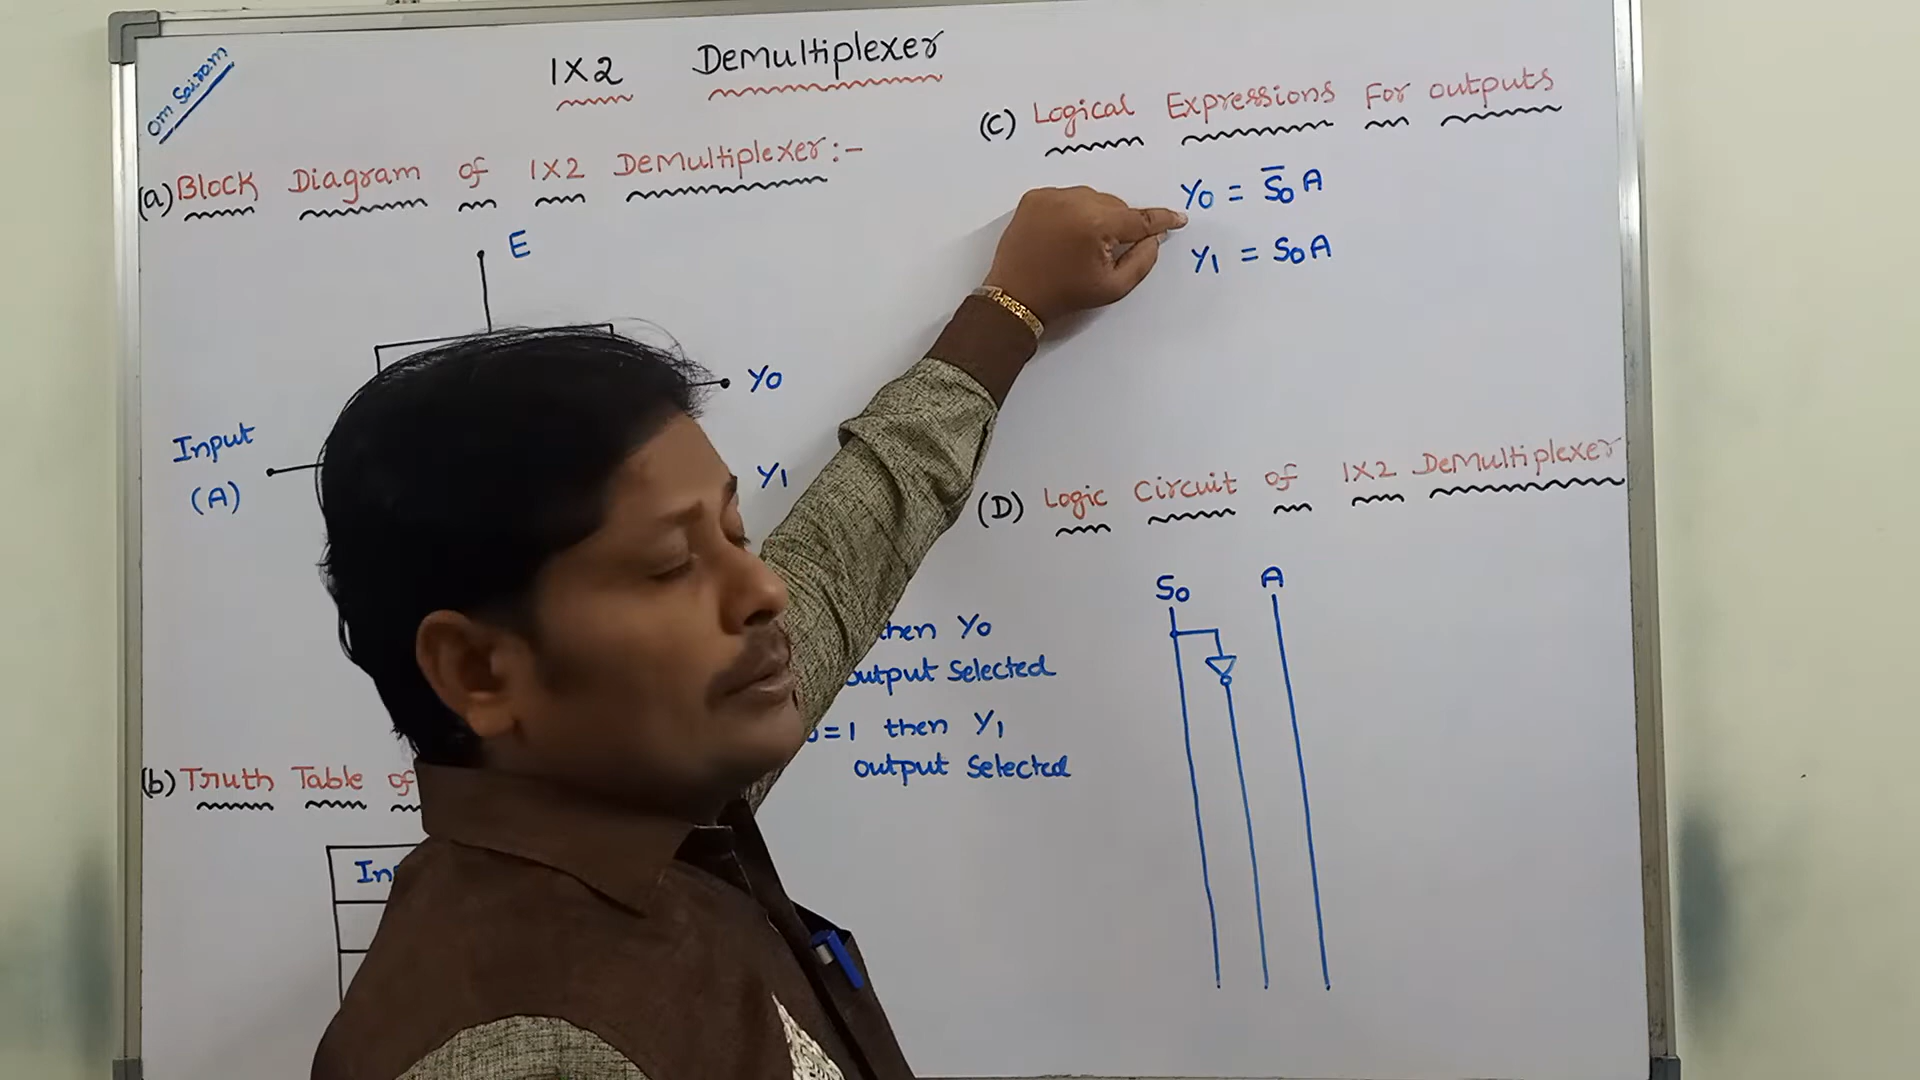 Om Sairam
1X2 Demultiplexer
(a) Block Diagram of 1X2 Demultiplexer:-
E
Input
(A)
Y0
Y1
then Y0
output Selected
=1 then Y1
output Selected
(b) Truth Table of
(C) Logical Expressions For outputs
Y0 = S̅0 A
Y1 = S0 A
(D) Logic Circuit of 1X2 Demultiplexer
S0 A